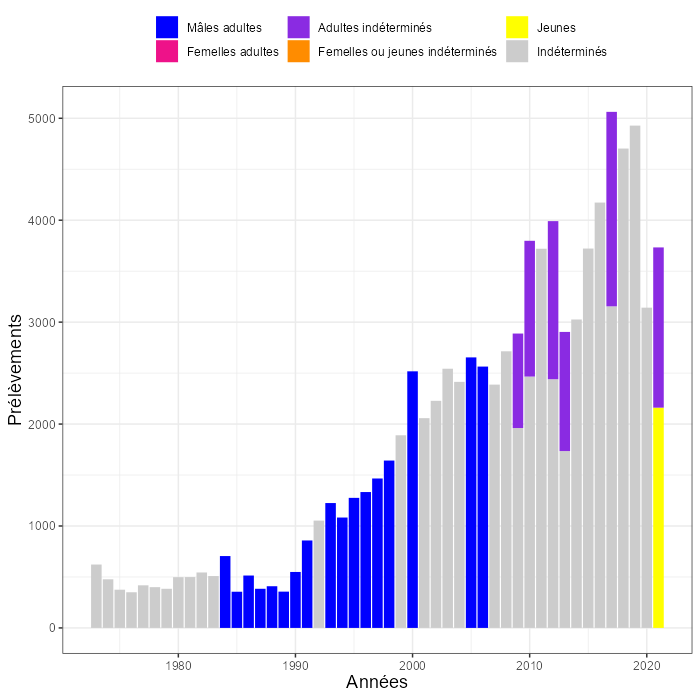 Mâles adultes Adultes indéterminés Jeunes
Femelles adultes Femelles ou jeunes indéterminés Indéterminés
5000
4000
3000
2000
1000
0
Prélèvements
1980 1990 2000 2010 2020
Années